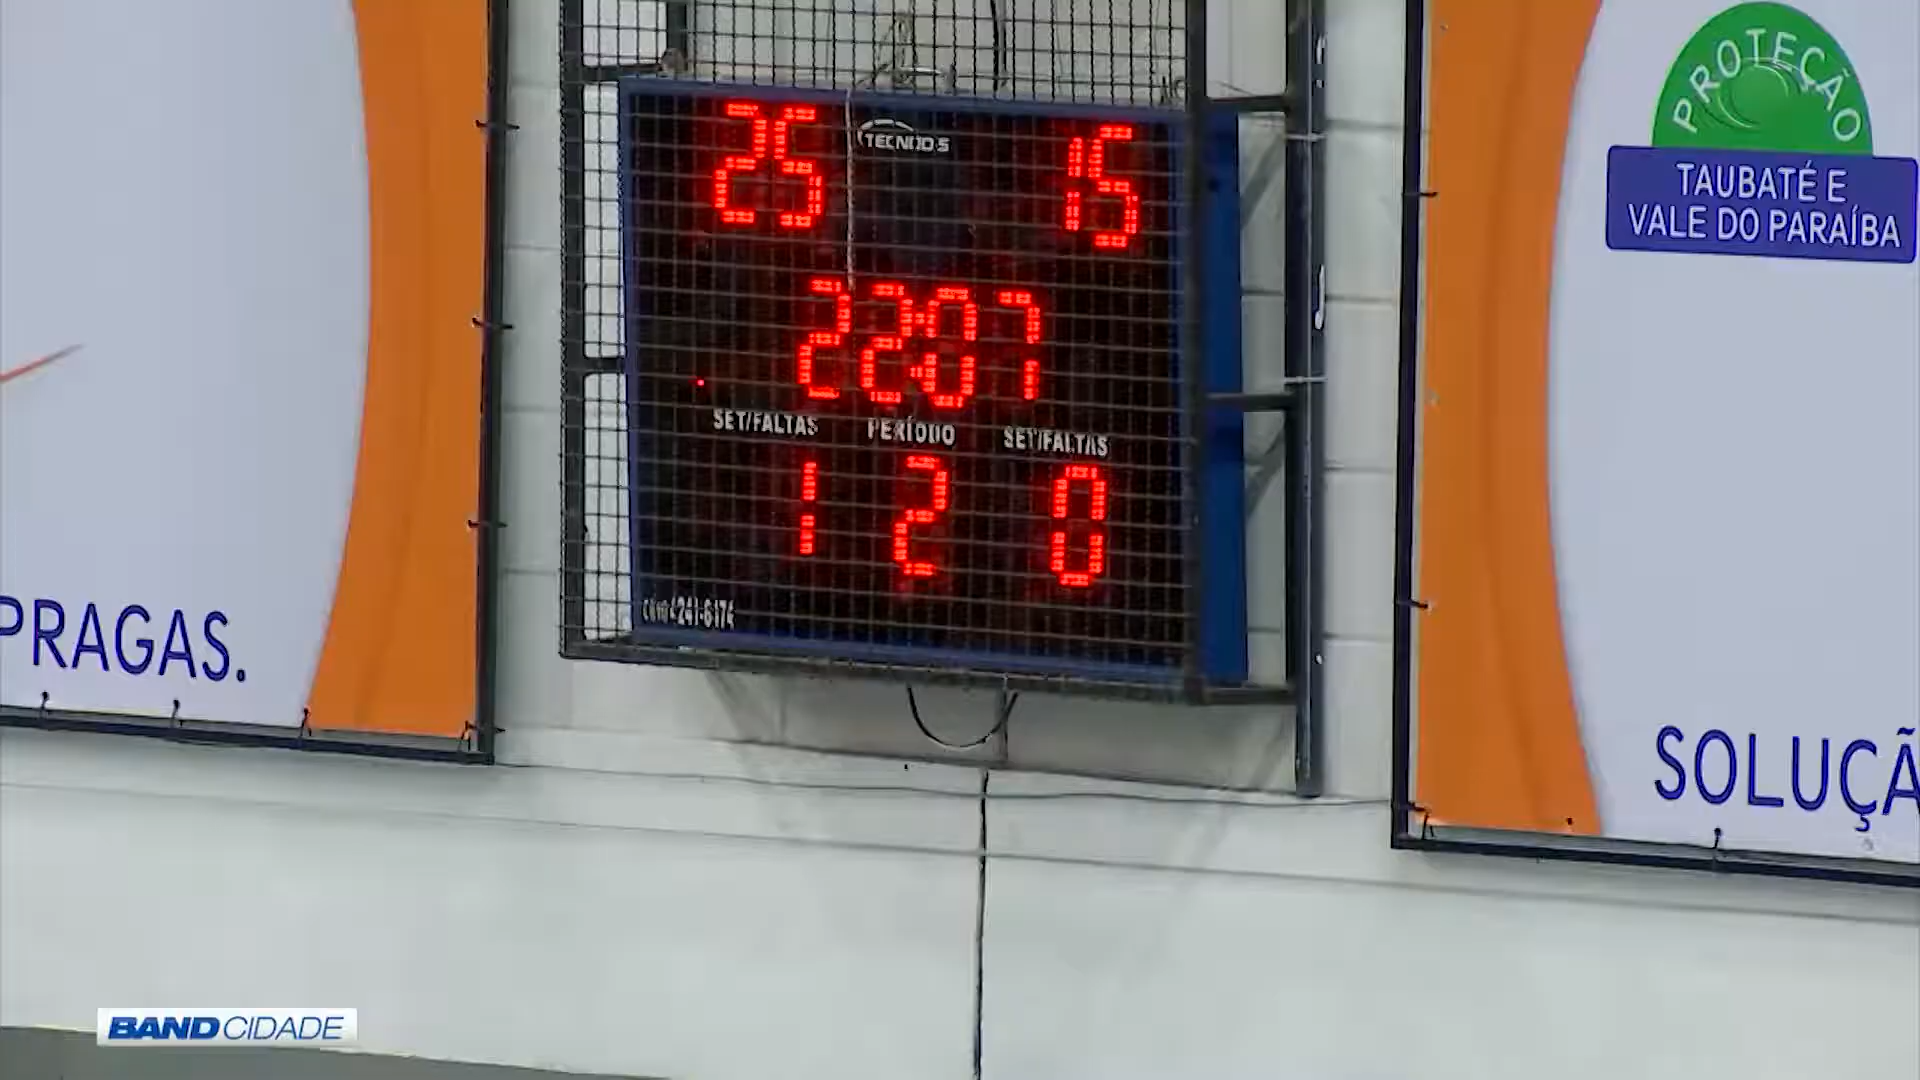 25 15
TECNODS
22:07
SET/FALTAS PERÍODO SET/FALTAS
1 2 0
PRAGAS.
PROTEÇÃO
TAUBATÉ E
VALE DO PARAÍBA
SOLUÇÃ
BAND CIDADE